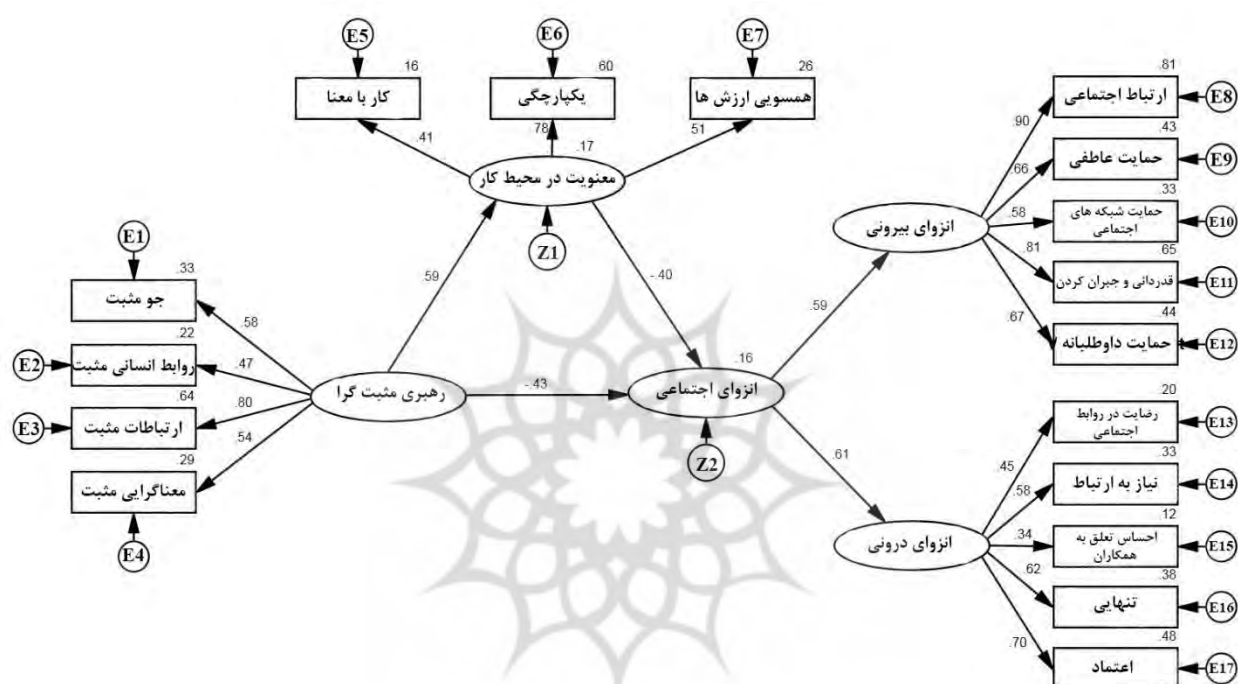 E5
E6
E7
.16
.60
.26
کار با معنا
یکپارچگی
همسویی ارزش ها
.41
.78
.51
.17
معنویت در محیط کار
Z1
E1
.33
جو مثبت
E2
.22
روابط انسانی مثبت
E3
.64
ارتباطات مثبت
.29
معناگرایی مثبت
E4
.58
.47
.80
.54
رهبری مثبت گرا
.59
-.43
-.40
.16
انزوای اجتماعی
Z2
.59
.61
انزوای بیرونی
.90
.66
.58
.81
.67
.81
ارتباط اجتماعی
E8
.43
حمایت عاطفی
E9
.33
حمایت شبکه های
اجتماعی
E10
.65
قدردانی و جبران کردن
E11
.44
حمایت داوطلبانه
E12
انزوای درونی
.45
.58
.34
.62
.70
.20
رضایت در روابط
اجتماعی
E13
.33
نیاز به ارتباط
E14
.12
احساس تعلق به
همکاران
E15
.38
تنهایی
E16
.48
اعتماد
E17